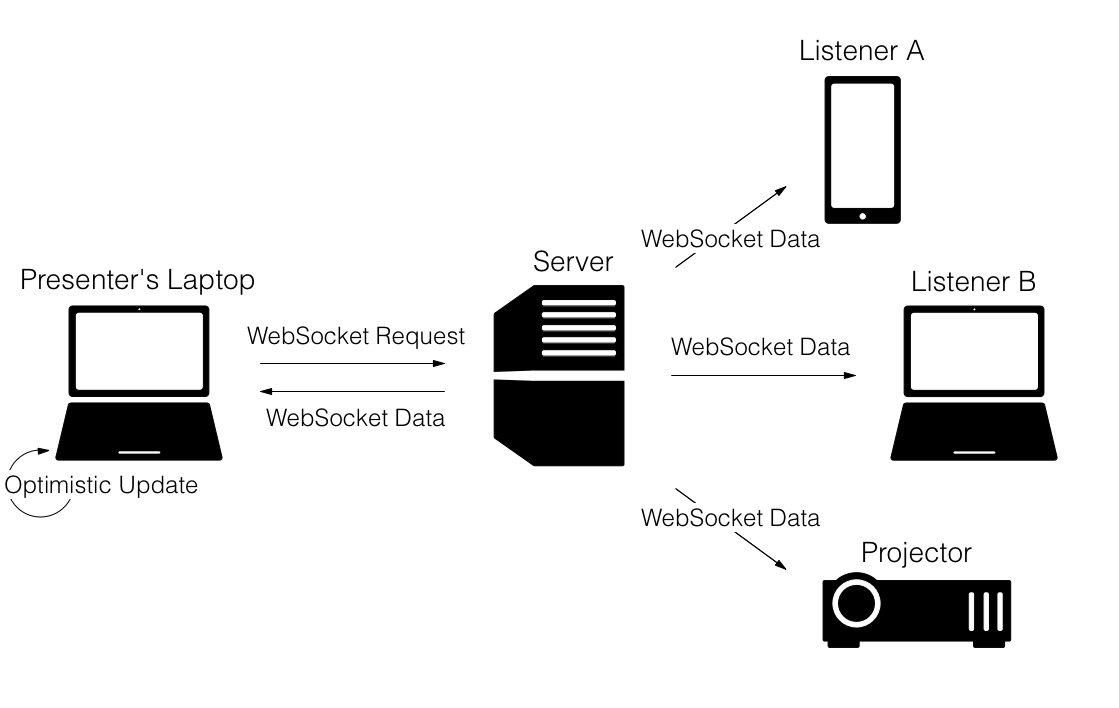 Listener A
WebSocket Data
Server
Presenter's Laptop
Listener B
WebSocket Request
WebSocket Data
WebSocket Data
Optimistic Update
WebSocket Data
Projector